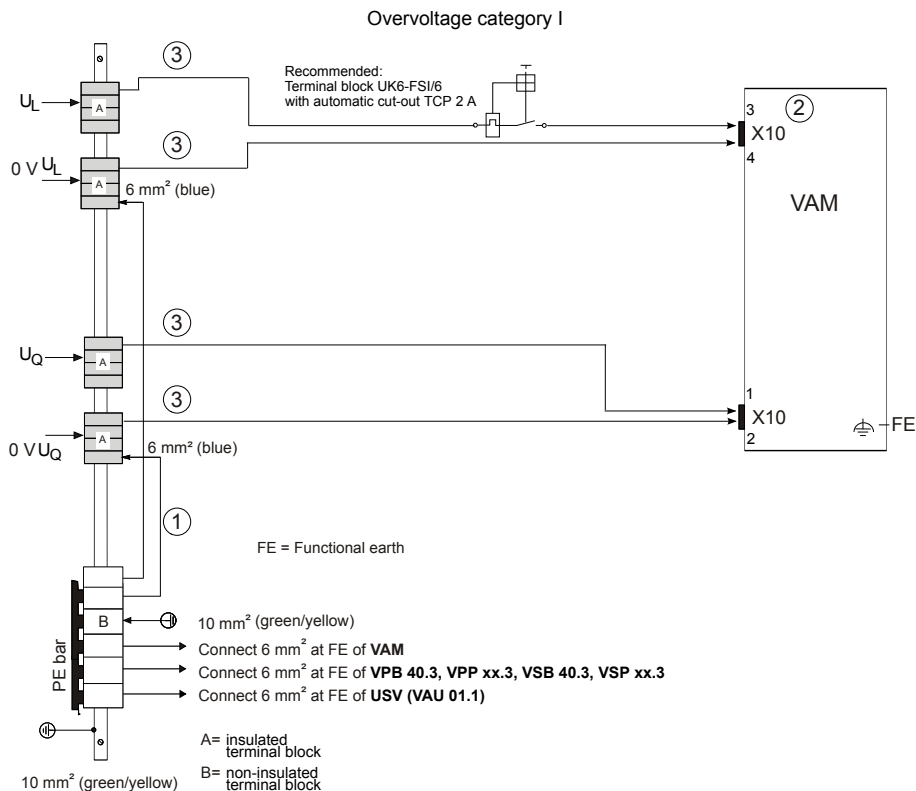 Overvoltage category I
3
Recommended:
Terminal block UK6-FSI/6
with automatic cut-out TCP 2 A
UL
A
3
2
X10
3
4
0 V UL
A
6 mm² (blue)
VAM
3
UQ
A
3
1
X10
2
FE
0 V UQ
A
6 mm² (blue)
1
FE = Functional earth
B
10 mm² (green/yellow)
Connect 6 mm² at FE of VAM
Connect 6 mm² at FE of VPB 40.3, VPP xx.3, VSB 40.3, VSP xx.3
Connect 6 mm² at FE of USV (VAU 01.1)
PE bar
A= insulated
terminal block
B= non-insulated
terminal block
10 mm² (green/yellow)